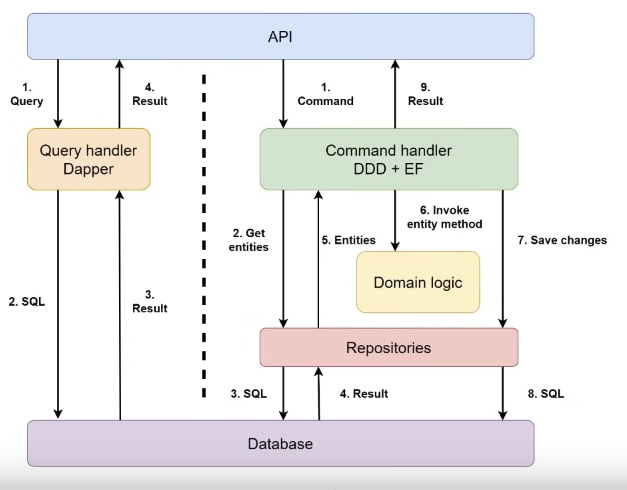 API
1.
Query
4.
Result
1.
Command
9.
Result
Query handler
Dapper
Command handler
DDD + EF
2. Get
entities
5. Entities
6. Invoke
entity method
7. Save changes
Domain logic
2. SQL
3.
Result
Repositories
3. SQL
4. Result
8. SQL
Database